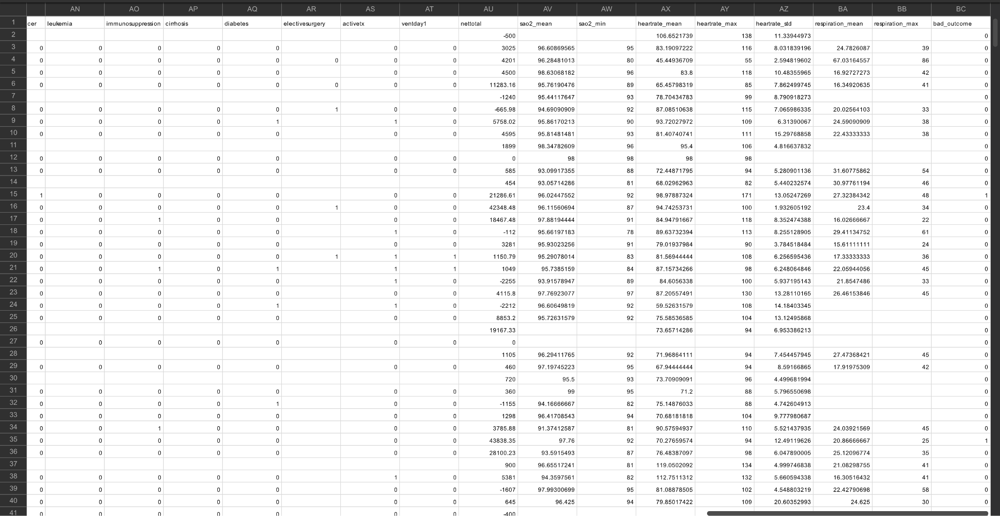 AN AO AP AQ AR AS AT AU AV AW AX AY AZ BA BB BC
1 cer leukemia immunosuppression cirrhosis diabetes electivesurgery activetx ventday1 nettotal sao2_mean sao2_min heartrate_mean heartrate_max heartrate_std respiration_mean respiration_max bad_outcome
2 -500 106.6521739 138 11.33944973 0
3 0 0 0 0 0 0 0 3025 96.60869565 95 83.19097222 116 8.031839196 24.7826087 39 0
4 0 0 0 0 0 0 0 0 4201 96.28481013 80 45.44936709 55 2.594819602 67.03164557 86 0
5 0 0 0 0 0 0 0 4500 98.63068182 96 83.8 118 10.48355965 16.92727273 42 0
6 0 0 0 0 0 0 0 0 11283.16 95.76190476 89 65.45798319 85 7.862499745 16.34920635 41 0
7 -1240 95.44117647 93 78.70434783 99 8.790918273 0
8 0 0 0 0 0 1 0 0 -665.98 94.69090909 92 87.08510638 115 7.065986335 20.02564103 33 0
9 0 0 0 0 1 1 0 5758.02 95.86170213 90 93.72027972 109 6.31390067 24.59090909 38 0
10 0 0 0 0 0 0 0 4595 95.81481481 93 81.40740741 111 15.29768858 22.43333333 38 0
11 1899 98.34782609 96 95.4 106 4.816637832 0
12 0 0 0 0 0 0 0 0 98 98 98 98 0
13 0 0 0 0 0 0 0 585 93.09917355 88 72.44871795 94 5.280901136 31.60775862 54 0
14 454 93.05714286 81 68.02962963 82 5.440232574 30.97761194 46 0
15 1 0 0 0 0 0 0 21286.61 96.02447552 92 98.97887324 171 13.05247269 27.32384342 48 1
16 0 0 0 0 0 1 0 0 42348.48 96.11560694 87 94.74253731 100 1.932605192 23.4 34 0
17 0 0 1 0 0 0 0 18467.48 97.88194444 91 84.94791667 118 8.352474388 16.02666667 22 0
18 0 0 0 0 0 1 0 -112 95.66197183 78 89.63732394 113 8.255128905 29.41134752 61 0
19 0 0 0 0 0 0 0 3281 95.93023256 91 79.01937984 90 3.784518484 15.61111111 24 0
20 0 0 0 0 0 1 1 1 1150.79 95.29078014 83 81.56944444 108 6.256595436 17.33333333 36 0
21 0 0 1 0 1 1 1 1049 95.7385159 84 87.15734266 98 6.248064846 22.05944056 45 0
22 0 0 0 0 0 1 0 -2255 93.91578947 89 84.6056338 100 5.937195143 21.8547486 33 0
23 0 0 0 0 0 0 0 4115.8 97.76923077 97 87.20557491 130 13.28110165 26.46153846 45 0
24 0 0 0 0 1 1 0 -2212 96.60649819 92 59.52631579 108 14.18403345 0
25 0 0 0 0 0 0 0 8853.2 95.72631579 92 75.58536585 104 13.12495868 0
26 19167.33 73.65714286 94 6.953386213 0
27 0 0 0 0 0 0 0 0 0
28 1105 96.29411765 92 71.96864111 94 7.454457945 27.47368421 45 0
29 0 0 0 0 0 0 0 460 97.19745223 95 67.94444444 94 8.59166865 17.91975309 42 0
30 720 95.5 93 73.70909091 96 4.499681994 0
31 0 0 0 0 0 0 0 360 99 95 71.2 88 5.796550698 0
32 0 0 0 0 1 0 0 -1155 94.16666667 82 75.14876033 88 4.742604913 0
33 0 0 0 0 0 0 0 1298 96.41708543 94 70.68181818 104 9.777980687 0
34 0 0 1 0 0 0 0 3785.88 91.37412587 81 90.57594937 110 5.521437935 24.03921569 45 0
35 0 0 0 0 0 0 0 43838.35 97.76 92 70.27659574 94 12.49119626 20.86666667 25 1
36 0 0 0 0 0 0 0 28100.23 93.5915493 87 76.48387097 98 6.047890005 25.12096774 35 0
37 900 96.65517241 81 119.0502092 134 4.999746838 21.08298755 41 0
38 0 0 0 0 0 1 0 5381 94.3597561 82 112.7511312 132 5.660594338 16.30516432 41 0
39 0 0 0 0 0 0 0 -1607 97.99300699 95 81.08878505 102 4.548803219 22.42790698 58 0
40 0 0 0 0 0 0 0 645 96.425 94 79.85017422 109 20.60352993 24.625 30 0
41 0 0 0 0 0 0 0 -400